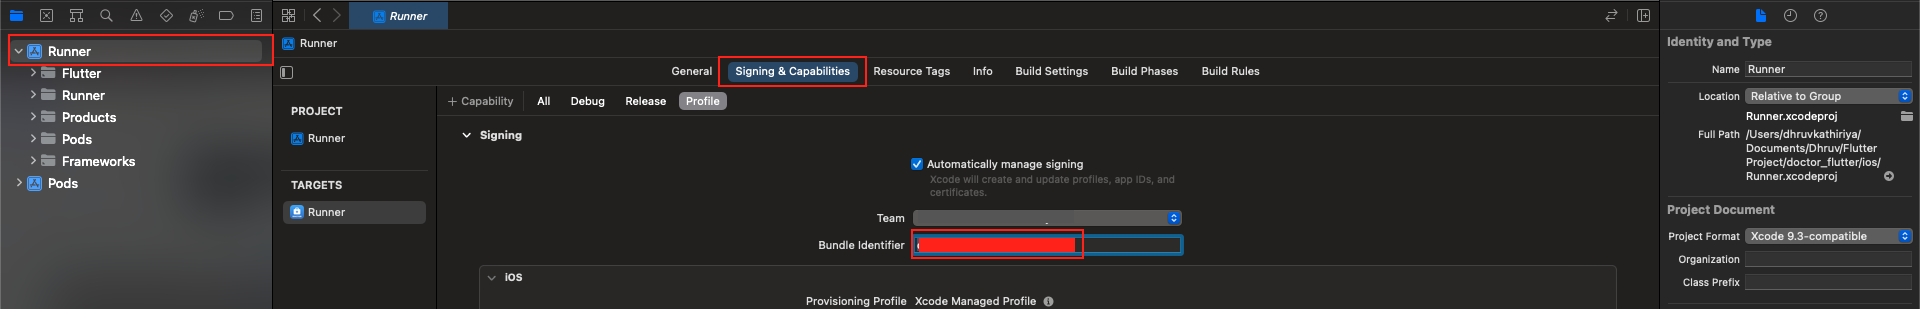 Runner
Flutter
Runner
Products
Pods
Frameworks
Pods
Runner
Runner
General
Signing & Capabilities
Resource Tags
Info
Build Settings
Build Phases
Build Rules
PROJECT
Runner
TARGETS
Runner
+ Capability
All
Debug
Release
Profile
Signing
Automatically manage signing
Xcode will create and update profiles, app IDs, and
certificates.
Team
Bundle Identifier
iOS
Provisioning Profile Xcode Managed Profile
Identity and Type
Name Runner
Location Relative to Group
Runner.xcodeproj
Full Path /Users/dhruvkathiriya/
Documents/Dhruv/Flutter
Project/doctor_flutter/ios/
Runner.xcodeproj
Project Document
Project Format Xcode 9.3-compatible
Organization
Class Prefix